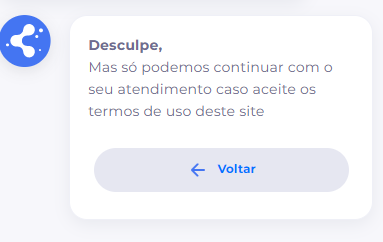 Desculpe,
Mas só podemos continuar com o
seu atendimento caso aceite os
termos de uso deste site
Voltar